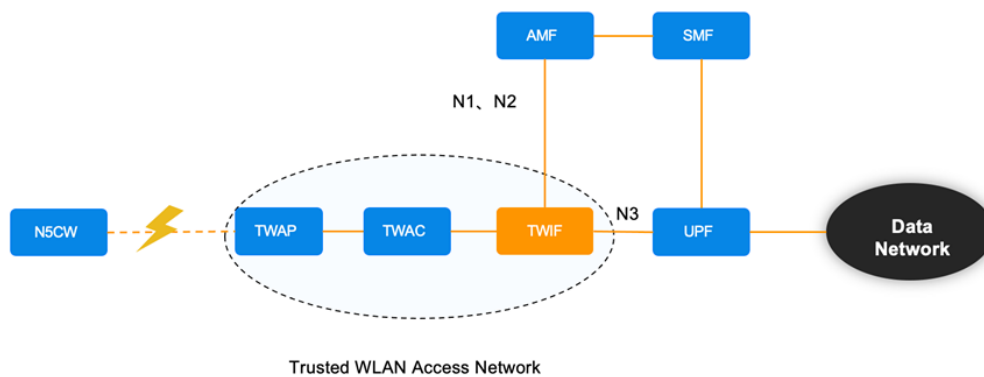 AMF
SMF
N1、N2
N3
N5CW
TWAP
TWAC
TWIF
UPF
Data
Network
Trusted WLAN Access Network